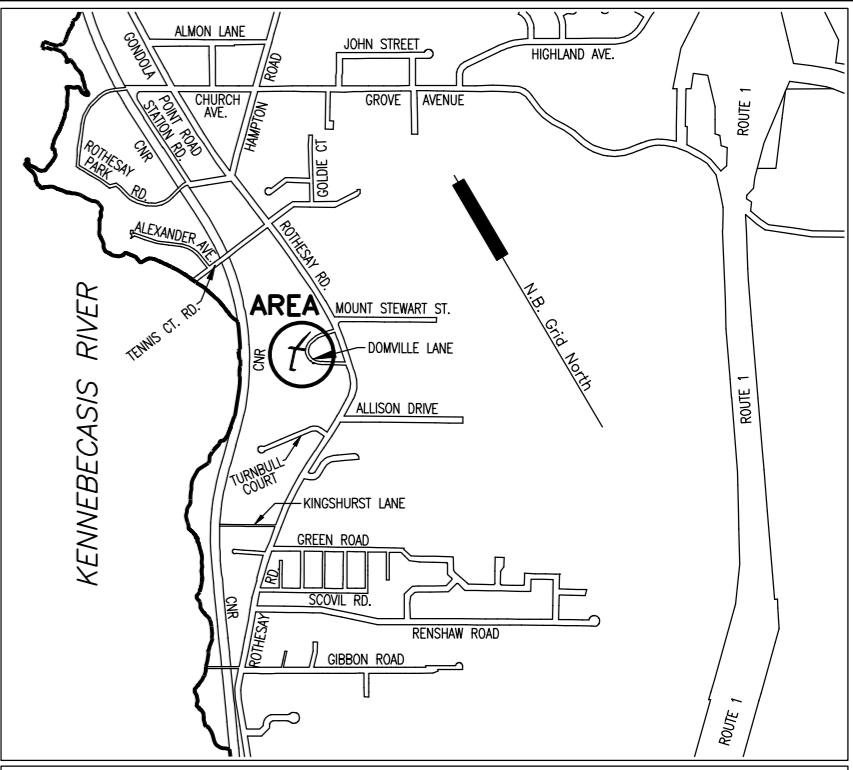 ALMON LANE
JOHN STREET
HIGHLAND AVE.
GONDOLA
POINT ROAD
STATION RD.
CHURCH
AVE.
HAMPTON
ROAD
GROVE AVENUE
ROUTE 1
CNR
ROTHESAY
PARK
RD.
GOLDIE CT
ALEXANDER AVE.
ROTHESAY RD.
TENNIS CT. RD.
AREA
MOUNT STEWART ST.
DOMVILLE LANE
t
CNR
N.B. Grid North
KENNEBECASIS RIVER
ALLISON DRIVE
ROUTE 1
TURNBULL
COURT
KINGSHURST LANE
GREEN ROAD
RD.
SCOVIL RD.
CNR
ROTHESAY
RENSHAW ROAD
GIBBON ROAD
ROUTE 1